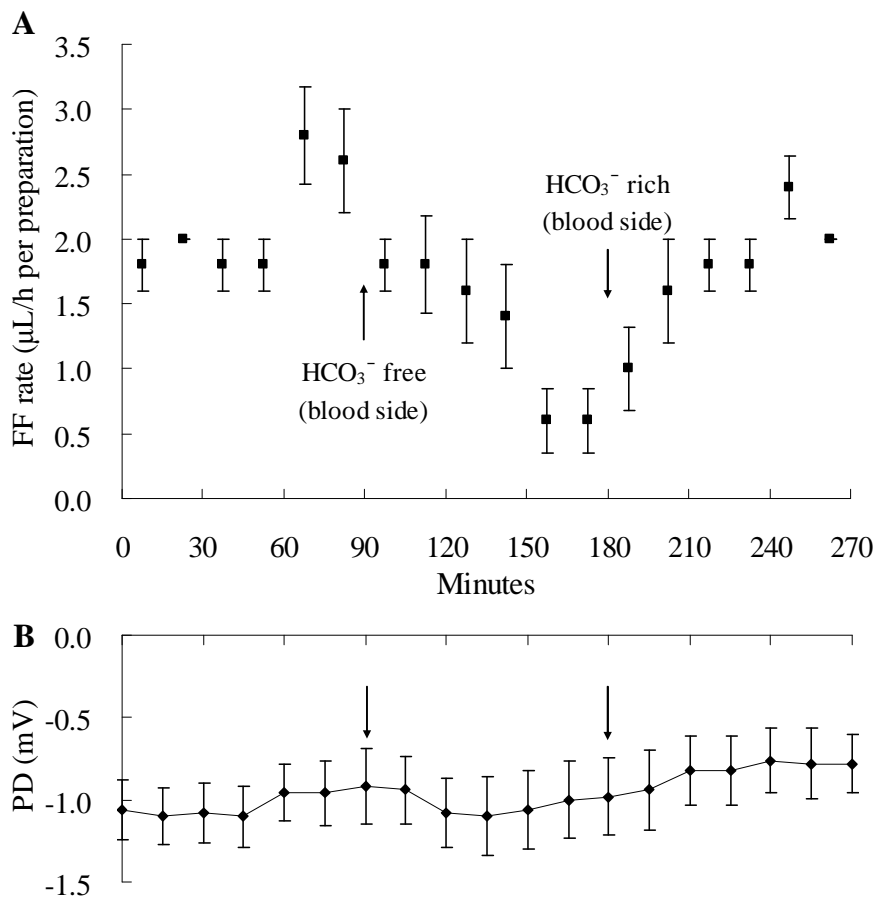 A
FF rate (μL/h per preparation)
3.5
3.0
2.5
2.0
1.5
1.0
0.5
0.0
HCO₃⁻ rich
(blood side)
HCO₃⁻ free
(blood side)
0 30 60 90 120 150 180 210 240 270
Minutes
B
PD (mV)
0.0
-0.5
-1.0
-1.5